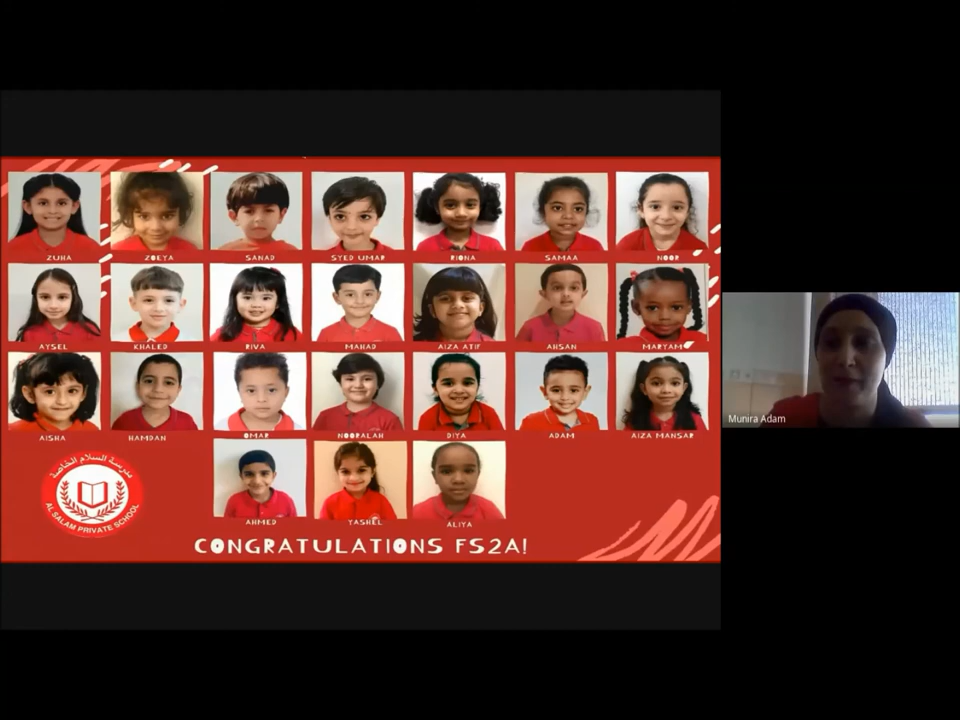 ZUHA ZOEYA SANAD SYED UMAR RIONA SAMAA NOOR
AYSEL KHALED RIVA MAHAD AIZA ATIF AHSAN MARYAM
AISHA HAMDAN OMAR NOORALAH DIYA ADAM AIZA MANSAR
AHMED YASHEL ALIYA
مدرسة السلام الخاصة
AL SALAM PRIVATE SCHOOL
CONGRATULATIONS FS2A!
Munira Adam